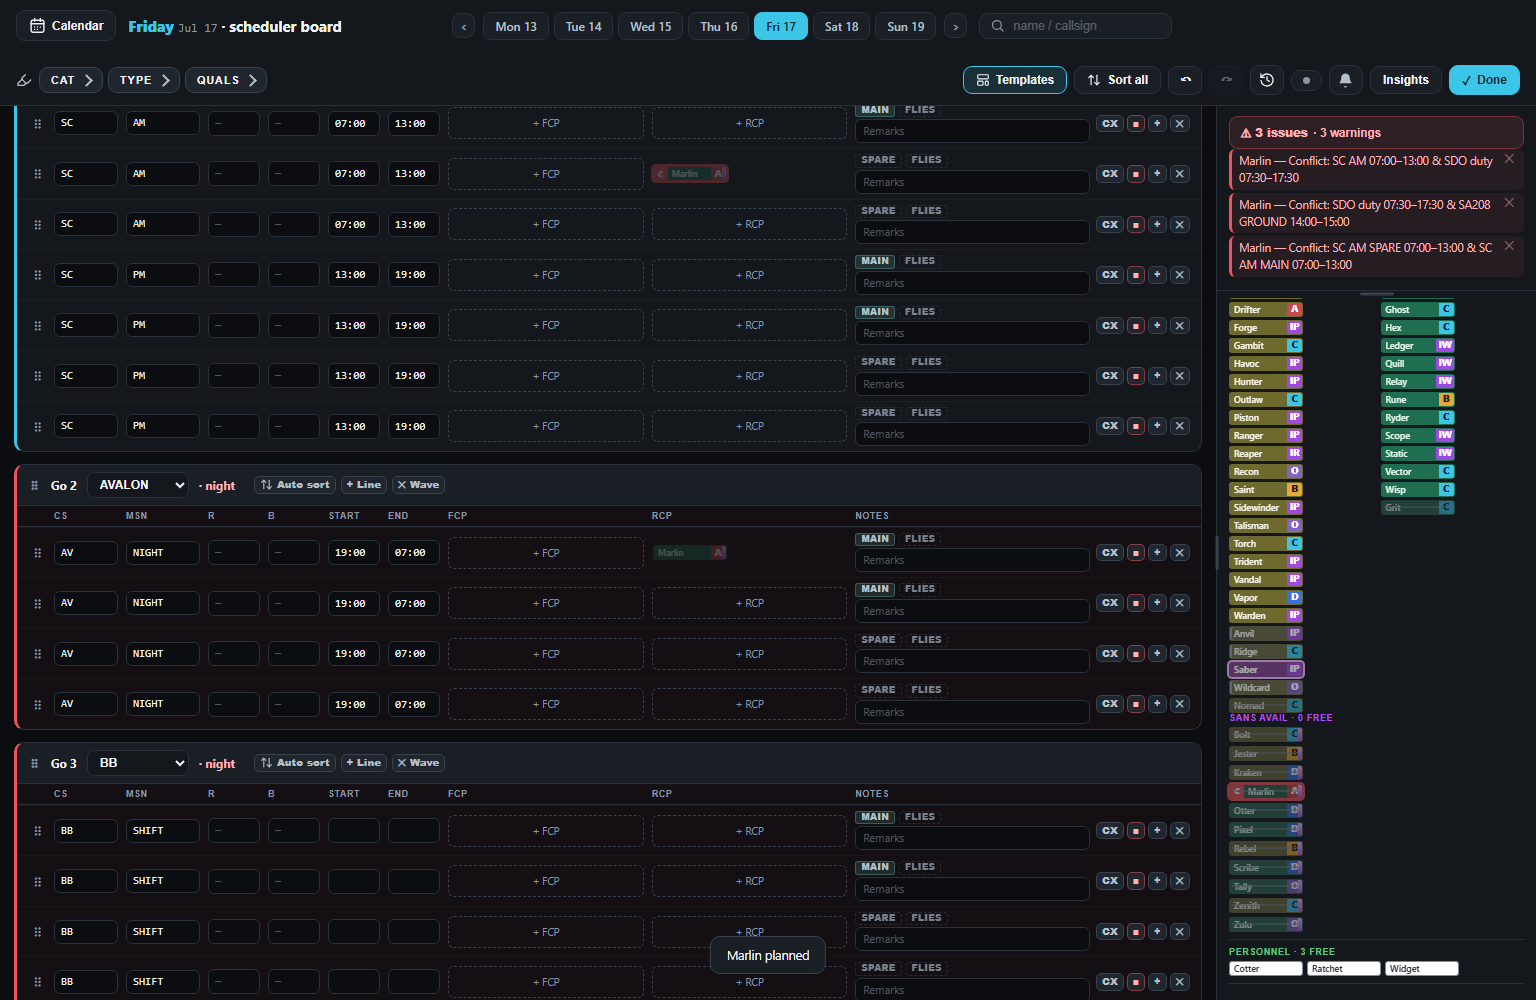 Calendar
Friday Jul 17 · scheduler board
‹ Mon 13 Tue 14 Wed 15 Thu 16 Fri 17 Sat 18 Sun 19 ›
name / callsign
CAT TYPE QUALS
Templates Sort all Insights ✓ Done
SC AM – – 07:00 13:00 + FCP + RCP MAIN FLIES Remarks CX + ×
SC AM – – 07:00 13:00 + FCP C Marlin A SPARE FLIES Remarks CX + ×
SC AM – – 07:00 13:00 + FCP + RCP SPARE FLIES Remarks CX + ×
SC PM – – 13:00 19:00 + FCP + RCP MAIN FLIES Remarks CX + ×
SC PM – – 13:00 19:00 + FCP + RCP MAIN FLIES Remarks CX + ×
SC PM – – 13:00 19:00 + FCP + RCP SPARE FLIES Remarks CX + ×
SC PM – – 13:00 19:00 + FCP + RCP SPARE FLIES Remarks CX + ×
Go 2 AVALON · night Auto sort + Line × Wave
CS MSN R B START END FCP RCP NOTES
AV NIGHT – – 19:00 07:00 + FCP Marlin A MAIN FLIES Remarks CX + ×
AV NIGHT – – 19:00 07:00 + FCP + RCP MAIN FLIES Remarks CX + ×
AV NIGHT – – 19:00 07:00 + FCP + RCP SPARE FLIES Remarks CX + ×
AV NIGHT – – 19:00 07:00 + FCP + RCP SPARE FLIES Remarks CX + ×
Go 3 BB · night Auto sort + Line × Wave
CS MSN R B START END FCP RCP NOTES
BB SHIFT – – + FCP + RCP MAIN FLIES Remarks CX + ×
BB SHIFT – – + FCP + RCP MAIN FLIES Remarks CX + ×
BB SHIFT – – + FCP + RCP SPARE FLIES Remarks CX + ×
BB SHIFT – – + FCP + RCP SPARE FLIES Remarks CX + ×
Marlin planned
⚠ 3 issues · 3 warnings
Marlin — Conflict: SC AM 07:00–13:00 & SDO duty
07:30–17:30
×
Marlin — Conflict: SDO duty 07:30–17:30 & SA208
GROUND 14:00–15:00
×
Marlin — Conflict: SC AM SPARE 07:00–13:00 & SC
AM MAIN 07:00–13:00
×
Drifter A
Forge IP
Gambit C
Havoc IP
Hunter IP
Outlaw C
Piston IP
Ranger IP
Reaper IR
Recon O
Saint B
Sidewinder IP
Talisman O
Torch C
Trident IP
Vandal IP
Vapor D
Warden IP
Anvil IP
Ridge C
Saber IP
Wildcard O
Nomad C
Ghost C
Hex C
Ledger IW
Quill IW
Relay IW
Rune B
Ryder C
Scope IW
Static IW
Vector C
Wisp C
Grit C
SANS AVAIL · 0 FREE
Bolt C
Jester B
Kraken D
C Marlin A
Otter D
Pixel D
Rebel B
Scribe D
Tally O
Zenith C
Zulu O
PERSONNEL · 3 FREE
Cotter Ratchet Widget